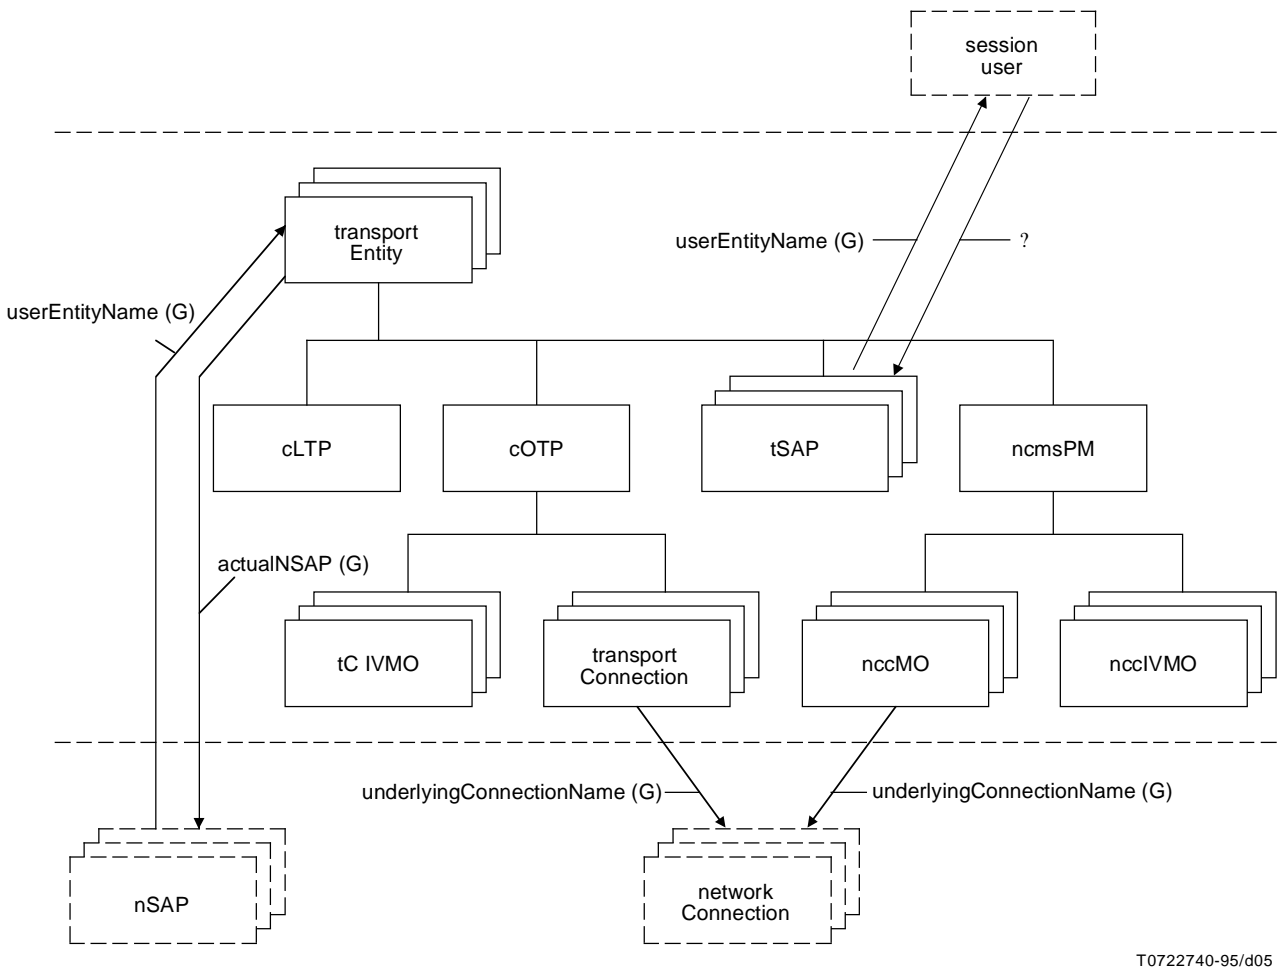 session
user
transport
Entity
userEntityName (G)
?
userEntityName (G)
cLTP
cOTP
tSAP
ncmsPM
actualNSAP (G)
tC IVMO
transport
Connection
nccMO
nccIVMO
underlyingConnectionName (G)
underlyingConnectionName (G)
nSAP
network
Connection
T0722740-95/d05